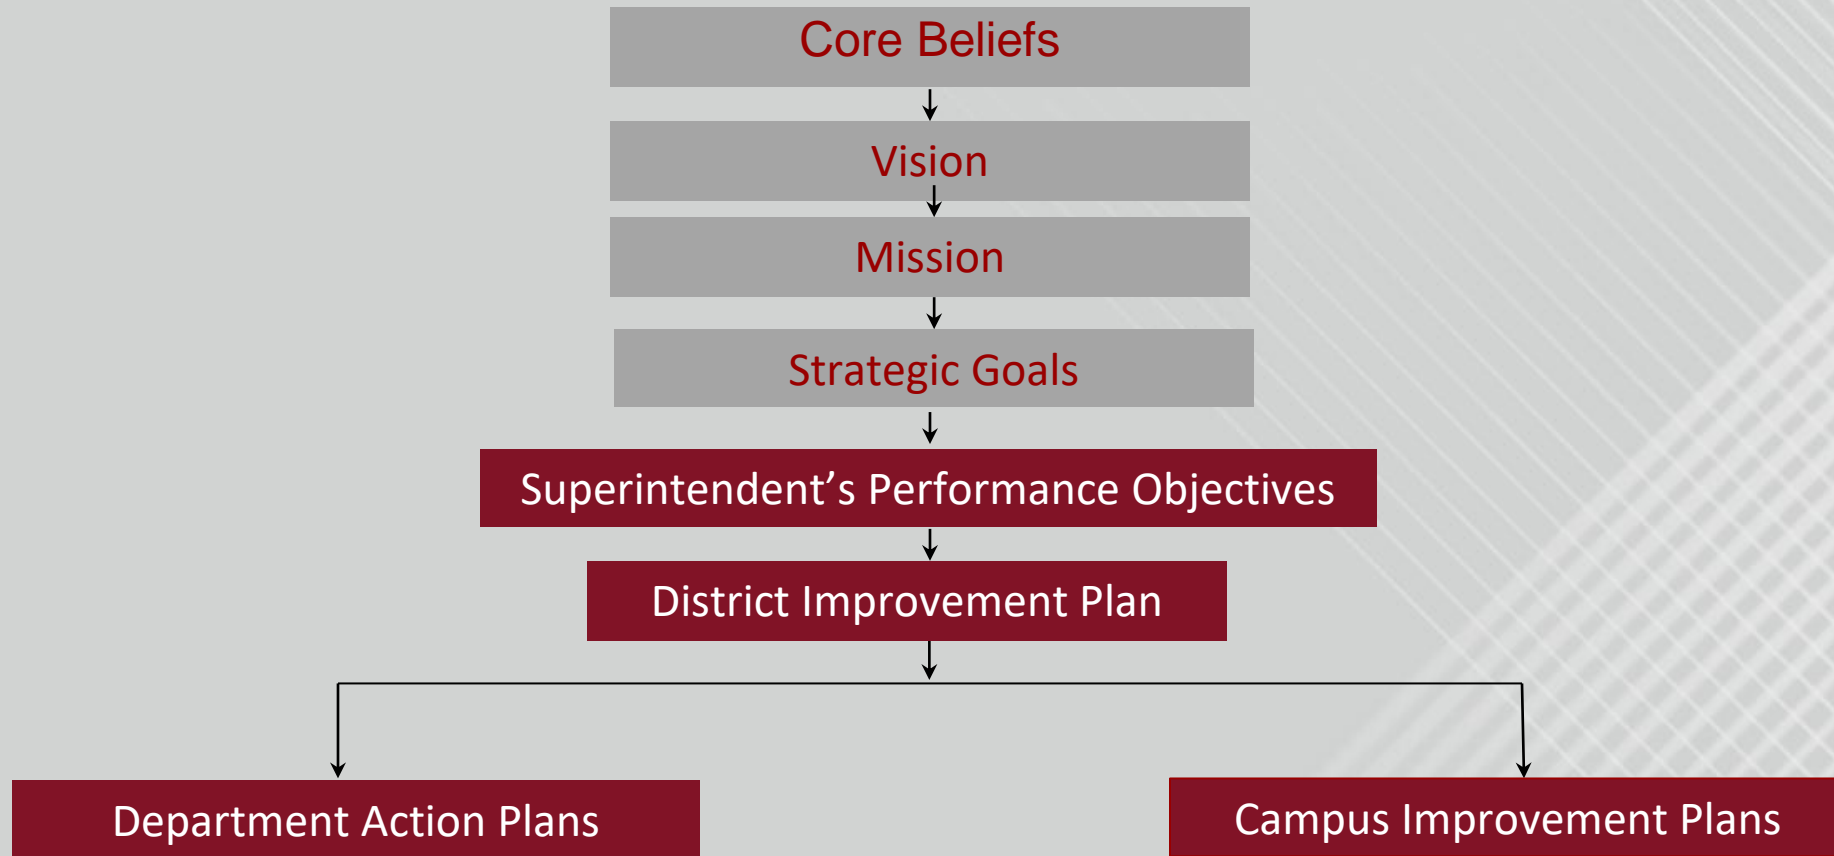 Core Beliefs
Vision
Mission
Strategic Goals
Superintendent’s Performance Objectives
District Improvement Plan
Department Action Plans
Campus Improvement Plans